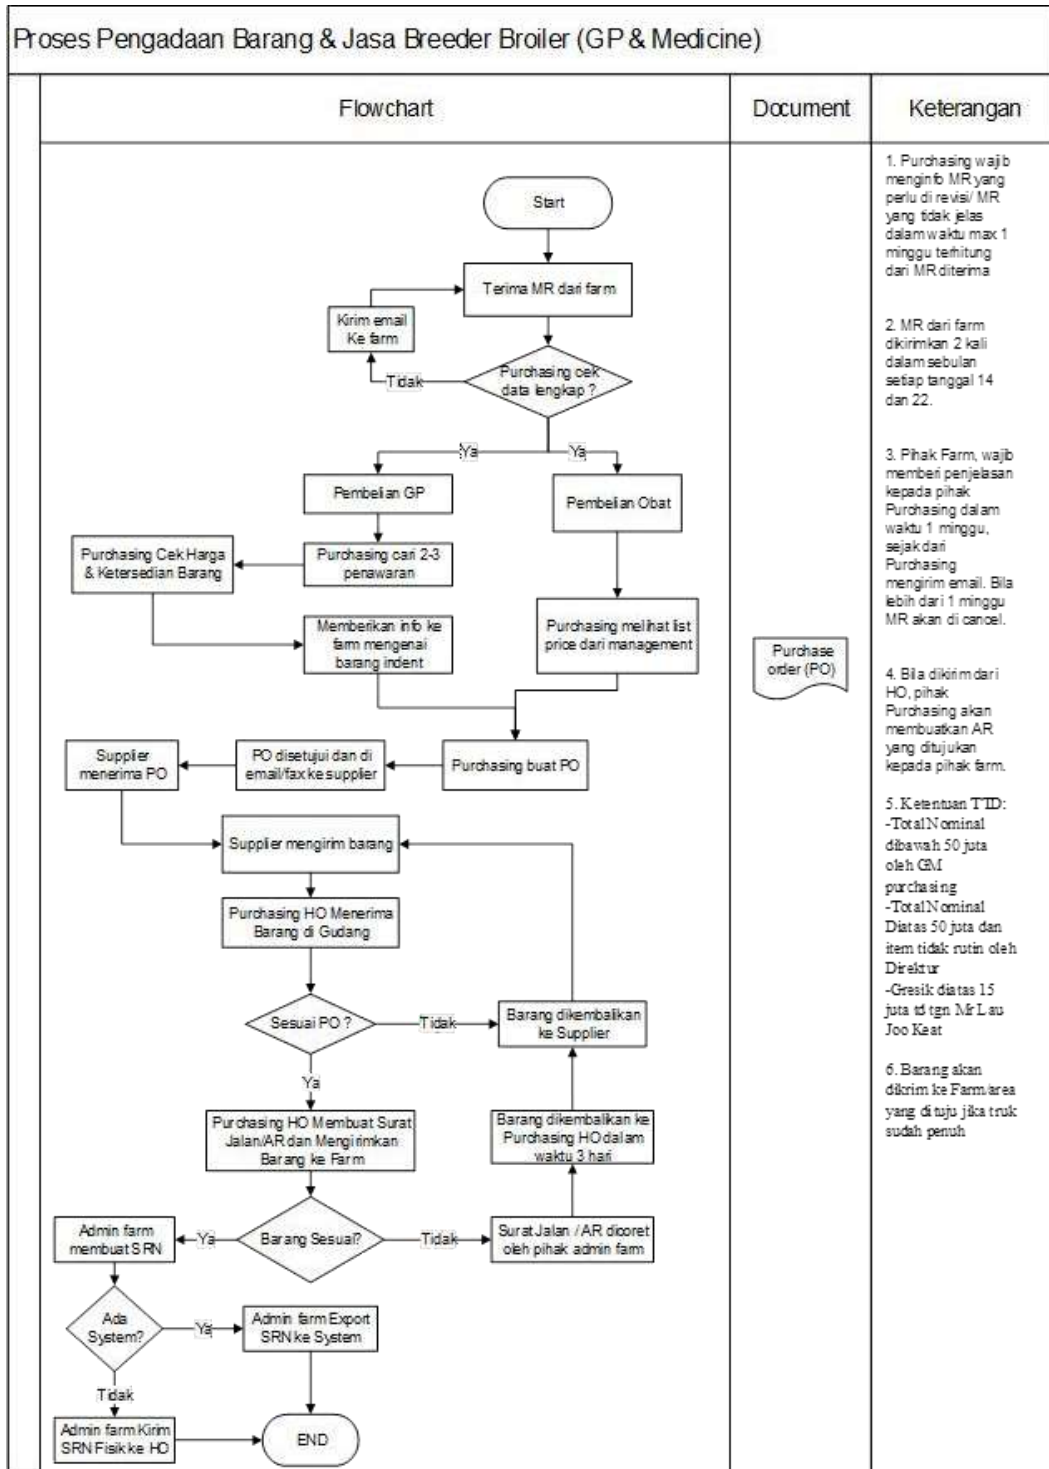 Proses Pengadaan Barang & Jasa Breeder Broiler (GP & Medicine)
Flowchart
Document
Keterangan
Start
Terima MR dari farm
Kirim email
Ke farm
Purchasing cek
data lengkap ?
Tidak
Ya
Ya
Pembelian GP
Pembelian Obat
Purchasing cari 2-3
penawaran
Purchasing Cek Harga
& Ketersedian Barang
Memberikan info ke
farm mengenai
barang indent
Purchasing melihat list
price dari management
Purchasing buat PO
PO disetujui dan di
email/fax ke supplier
Supplier
menerima PO
Supplier mengirim barang
Purchasing HO Menerima
Barang di Gudang
Sesuai PO ?
Tidak
Barang dikembalikan
ke Supplier
Ya
Purchasing HO Membuat Surat
Jalan/AR dan Mengirimkan
Barang ke Farm
Barang dikembalikan ke
Purchasing HO dalam
waktu 3 hari
Barang Sesuai?
Tidak
Surat Jalan / AR dicoret
oleh pihak admin farm
Ya
Admin farm
membuat SRN
Ada
System?
Ya
Admin farm Export
SRN ke System
Tidak
Admin farm Kirim
SRN Fisik ke HO
END
Purchase
order (PO)
1. Purchasing wajib
menginfo MR yang
perlu di revisi/ MR
yang tidak jelas
dalam waktu max 1
minggu terhitung
dari MR diterima
2. MR dari farm
dikirimkan 2 kali
dalam sebulan
setiap tanggal 14
dan 22.
3. Pihak Farm, wajib
memberi penjelasan
kepada pihak
Purchasing dalam
waktu 1 minggu,
sejak dari
Purchasing
mengirim email. Bila
lebih dari 1 minggu
MR akan di cancel.
4. Bila dikirim dari
HO, pihak
Purchasing akan
membuatkan AR
yang ditujukan
kepada pihak farm.
5. Ketentuan TTD:
-Total Nominal
dibawah 50 juta
oleh GM
purchasing
-Total Nominal
Diatas 50 juta dan
item tidak rutin oleh
Direktur
-Gresik diatas 15
juta td tgn Mr Lau
Joo Keat
6. Barang akan
dikrim ke Farm/area
yang dituju jika truk
sudah penuh